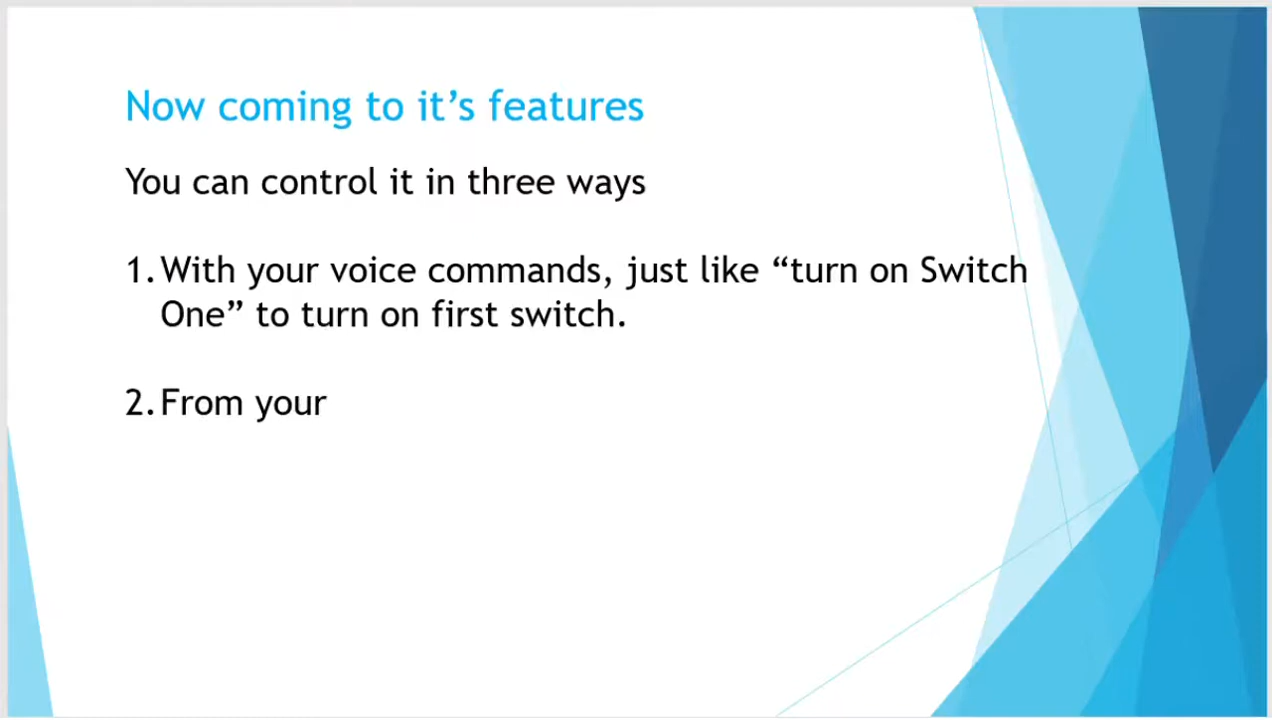 Now coming to it’s features
You can control it in three ways
1. With your voice commands, just like “turn on Switch
One” to turn on first switch.
2. From your